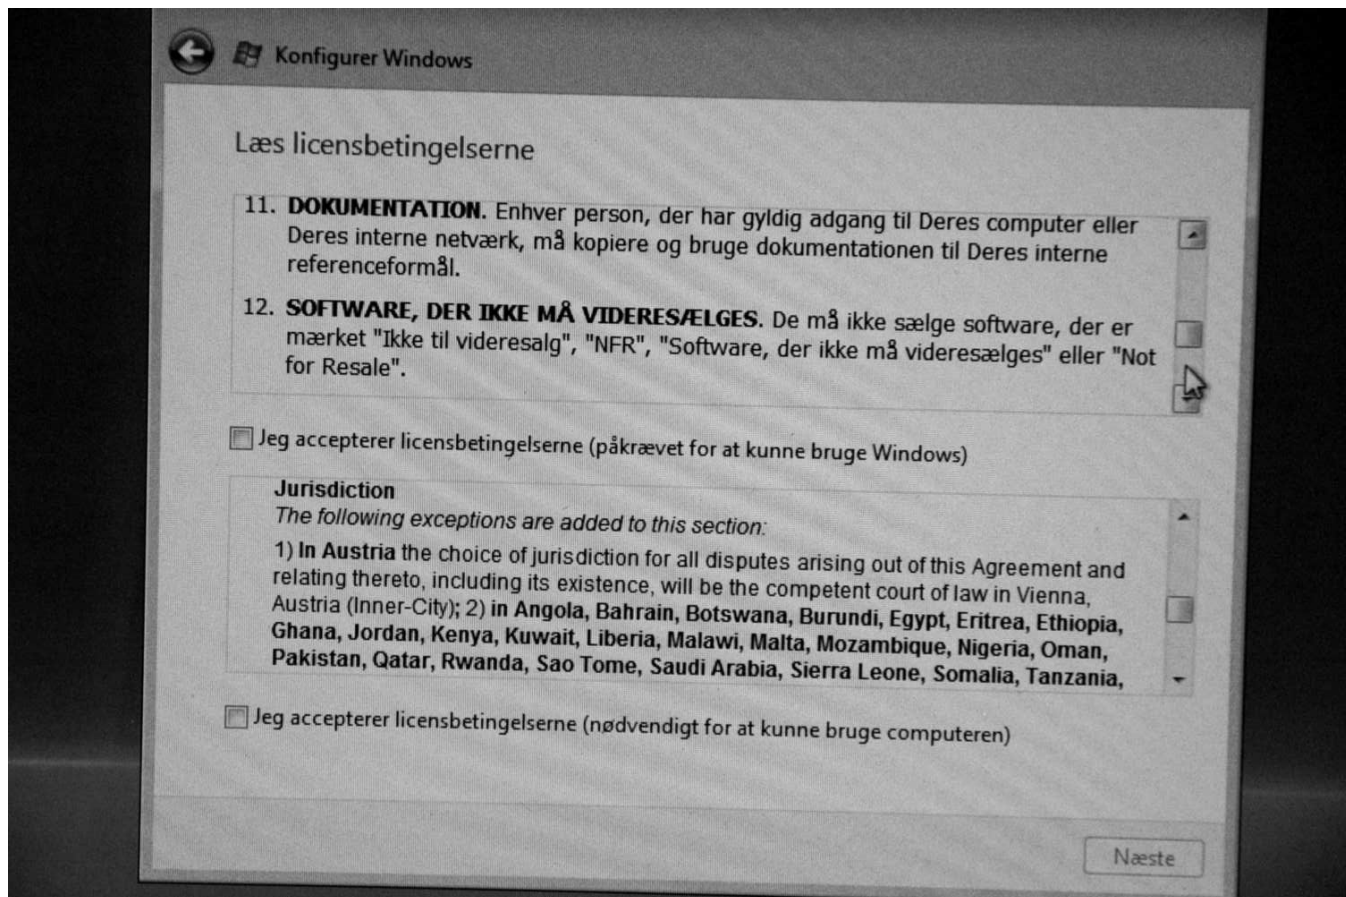 Konfigurer Windows
Læs licensbetingelserne
11. DOKUMENTATION. Enhver person, der har gyldig adgang til Deres computer eller
Deres interne netværk, må kopiere og bruge dokumentationen til Deres interne
referenceformål.
12. SOFTWARE, DER IKKE MÅ VIDERESÆLGES. De må ikke sælge software, der er
mærket "Ikke til videresalg", "NFR", "Software, der ikke må videresælges" eller "Not
for Resale".
Jeg accepterer licensbetingelserne (påkrævet for at kunne bruge Windows)
Jurisdiction
The following exceptions are added to this section:
1) In Austria the choice of jurisdiction for all disputes arising out of this Agreement and
relating thereto, including its existence, will be the competent court of law in Vienna,
Austria (Inner-City); 2) in Angola, Bahrain, Botswana, Burundi, Egypt, Eritrea, Ethiopia,
Ghana, Jordan, Kenya, Kuwait, Liberia, Malawi, Malta, Mozambique, Nigeria, Oman,
Pakistan, Qatar, Rwanda, Sao Tome, Saudi Arabia, Sierra Leone, Somalia, Tanzania,
Jeg accepterer licensbetingelserne (nødvendigt for at kunne bruge computeren)
Næste